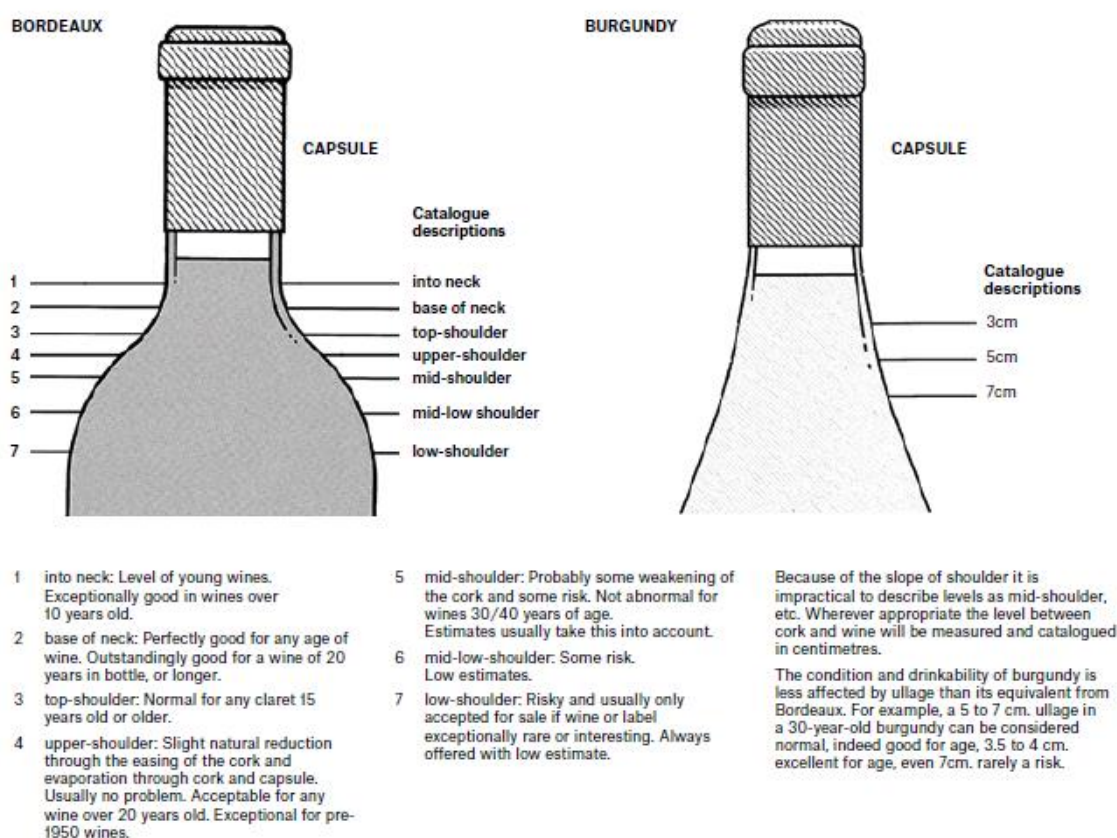 BORDEAUX
CAPSULE
Catalogue
descriptions
1 into neck
2 base of neck
3 top-shoulder
4 upper-shoulder
5 mid-shoulder
6 mid-low shoulder
7 low-shoulder
BURGUNDY
CAPSULE
Catalogue
descriptions
3cm
5cm
7cm
1 into neck: Level of young wines.
Exceptionally good in wines over
10 years old.
2 base of neck: Perfectly good for any age of
wine. Outstandingly good for a wine of 20
years in bottle, or longer.
3 top-shoulder: Normal for any claret 15
years old or older.
4 upper-shoulder: Slight natural reduction
through the easing of the cork and
evaporation through cork and capsule.
Usually no problem. Acceptable for any
wine over 20 years old. Exceptional for pre-
1950 wines.
5 mid-shoulder: Probably some weakening of
the cork and some risk. Not abnormal for
wines 30/40 years of age.
Estimates usually take this into account.
6 mid-low-shoulder: Some risk.
Low estimates.
7 low-shoulder: Risky and usually only
accepted for sale if wine or label
exceptionally rare or interesting. Always
offered with low estimate.
Because of the slope of shoulder it is
impractical to describe levels as mid-shoulder,
etc. Wherever appropriate the level between
cork and wine will be measured and catalogued
in centimetres.
The condition and drinkability of burgundy is
less affected by ullage than its equivalent from
Bordeaux. For example, a 5 to 7 cm. ullage in
a 30-year-old burgundy can be considered
normal, indeed good for age, 3.5 to 4 cm.
excellent for age, even 7cm. rarely a risk.